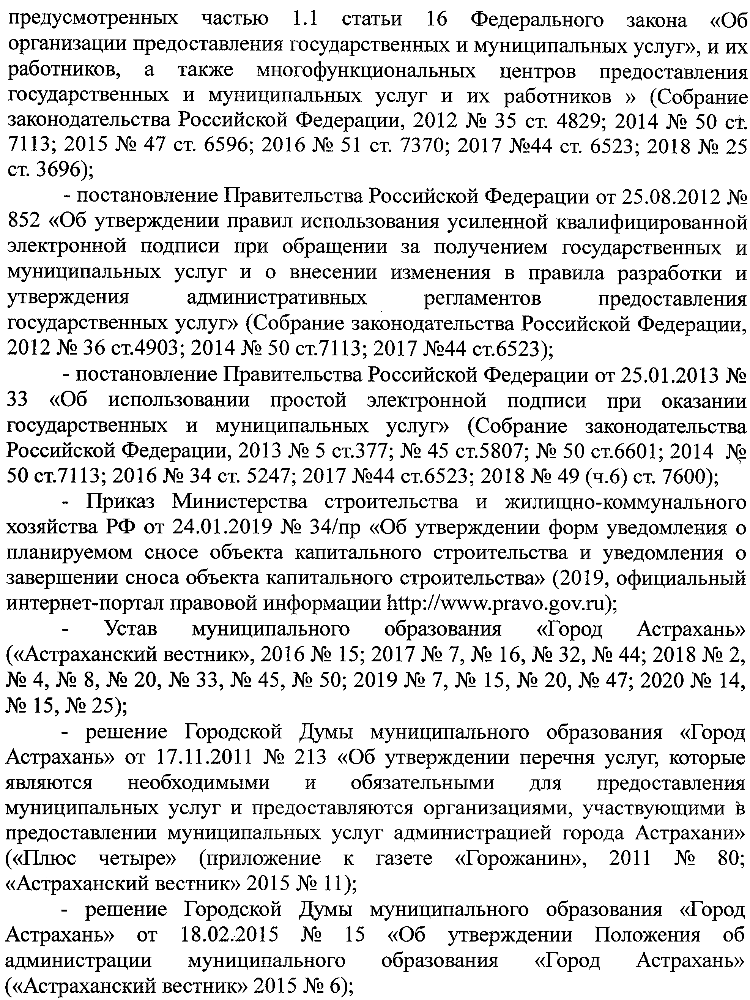 предусмотренных частью 1.1 статьи 16 Федерального закона «Об
организации предоставления государственных и муниципальных услуг», и их
работников, а также многофункциональных центров предоставления
государственных и муниципальных услуг и их работников » (Собрание
законодательства Российской Федерации, 2012 № 35 ст. 4829; 2014 № 50 ст.
7113; 2015 № 47 ст. 6596; 2016 № 51 ст. 7370; 2017 №44 ст. 6523; 2018 № 25
ст. 3696);
- постановление Правительства Российской Федерации от 25.08.2012 №
852 «Об утверждении правил использования усиленной квалифицированной
электронной подписи при обращении за получением государственных и
муниципальных услуг и о внесении изменения в правила разработки и
утверждения административных регламентов предоставления
государственных услуг» (Собрание законодательства Российской Федерации,
2012 № 36 ст.4903; 2014 № 50 ст.7113; 2017 №44 ст.6523);
- постановление Правительства Российской Федерации от 25.01.2013 №
33 «Об использовании простой электронной подписи при оказании
государственных и муниципальных услуг» (Собрание законодательства
Российской Федерации, 2013 № 5 ст.377; № 45 ст.5807; № 50 ст.6601; 2014 №
50 ст.7113; 2016 № 34 ст. 5247; 2017 №44 ст.6523; 2018 № 49 (ч.6) ст. 7600);
- Приказ Министерства строительства и жилищно-коммунального
хозяйства РФ от 24.01.2019 № 34/пр «Об утверждении форм уведомления о
планируемом сносе объекта капитального строительства и уведомления о
завершении сноса объекта капитального строительства» (2019, официальный
интернет-портал правовой информации http://www.pravo.gov.ru);
- Устав муниципального образования «Город Астрахань»
(«Астраханский вестник», 2016 № 15; 2017 № 7, № 16, № 32, № 44; 2018 № 2,
№ 4, № 8, № 20, № 33, № 45, № 50; 2019 № 7, № 15, № 20, № 47; 2020 № 14,
№ 15, № 25);
- решение Городской Думы муниципального образования «Город
Астрахань» от 17.11.2011 № 213 «Об утверждении перечня услуг, которые
являются необходимыми и обязательными для предоставления
муниципальных услуг и предоставляются организациями, участвующими в
предоставлении муниципальных услуг администрацией города Астрахани»
(«Плюс четыре» (приложение к газете «Горожанин», 2011 № 80;
«Астраханский вестник» 2015 № 11);
- решение Городской Думы муниципального образования «Город
Астрахань» от 18.02.2015 № 15 «Об утверждении Положения об
администрации муниципального образования «Город Астрахань»
(«Астраханский вестник» 2015 № 6);